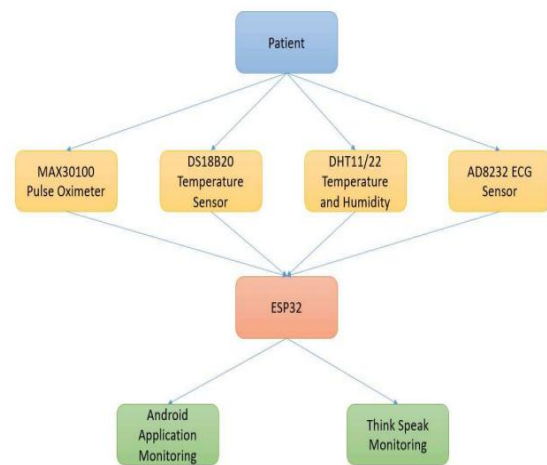 Patient
MAX30100
Pulse Oximeter
DS18B20
Temperature
Sensor
DHT11/22
Temperature
and Humidity
AD8232 ECG
Sensor
ESP32
Android
Application
Monitoring
Think Speak
Monitoring